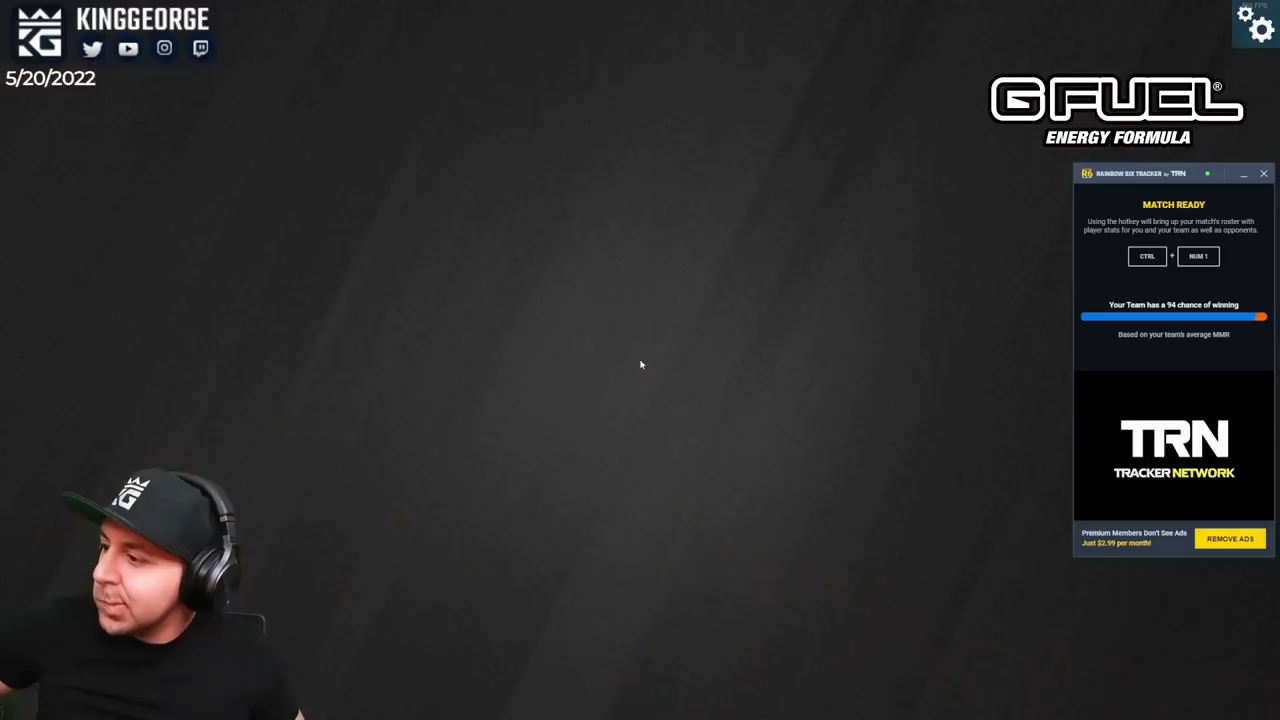 KINGGEORGE
5/20/2022
GFUEL®
ENERGY FORMULA
R6 RAINBOW SIX TRACKER by TRN
MATCH READY
Using the hotkey will bring up your match's roster with
player stats for you and your team as well as opponents.
CTRL + NUM 1
Your Team has a 94 chance of winning
Based on your team's average MMR
TRN
TRACKER NETWORK
Premium Members Don't See Ads
Just $2.99 per month!
REMOVE ADS
KG